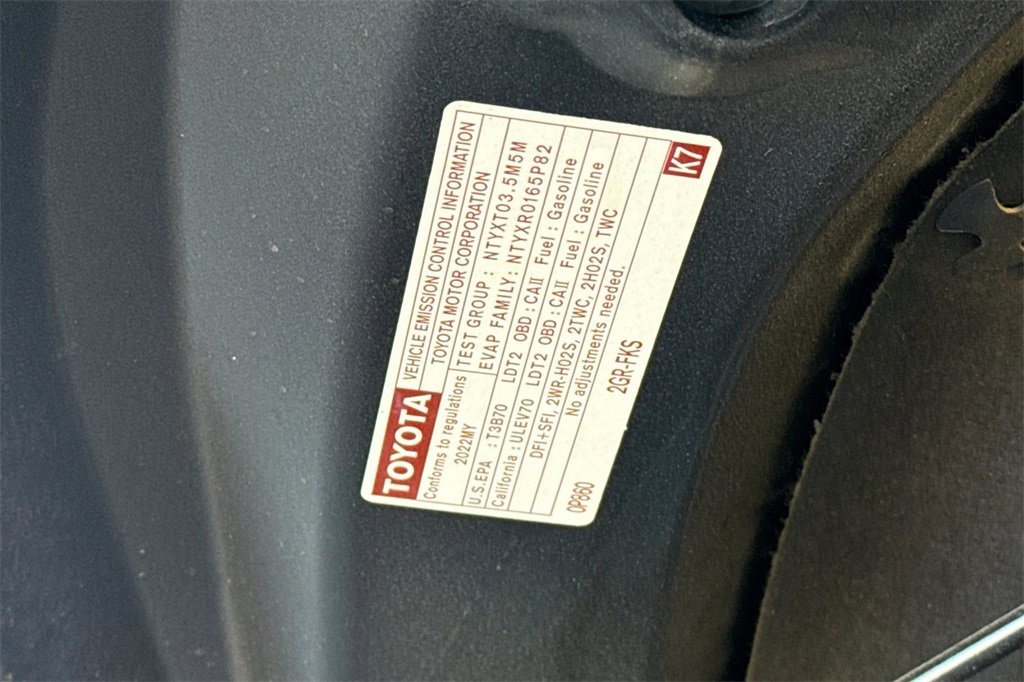 TOYOTA VEHICLE EMISSION CONTROL INFORMATION
TOYOTA MOTOR CORPORATION
Conforms to regulations
2022MY
TEST GROUP : NTYXT03.5M5M
EVAP FAMILY: NTYXR0165P82
U.S.EPA : T3B70 LDT2 OBD : CAII Fuel : Gasoline
California : ULEV70 LDT2 OBD : CAII Fuel : Gasoline
DFI+SFI, 2WR-HO2S, 2TWC, 2HO2S, TWC
No adjustments needed.
0P860 2GR-FKS K7